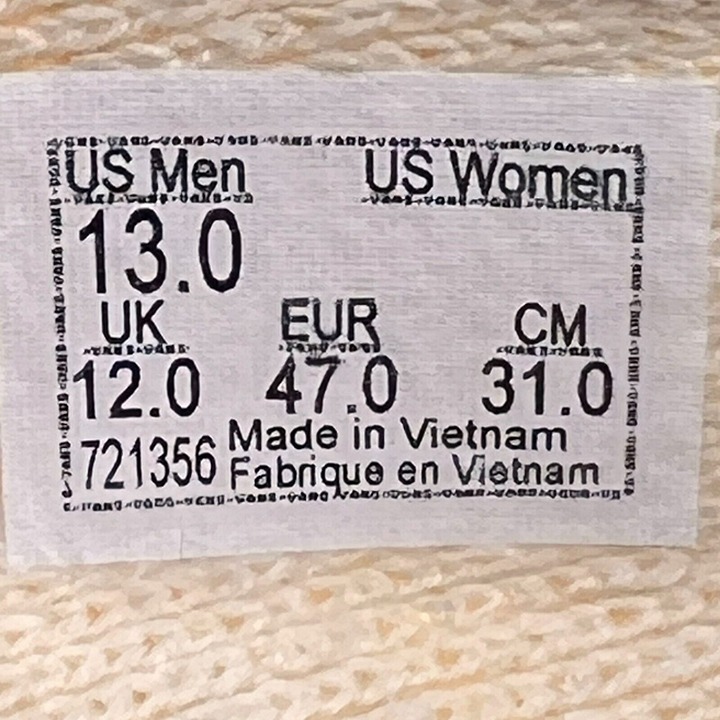 US Men US Women
13.0
UK EUR CM
12.0 47.0 31.0
721356 Made in Vietnam
Fabrique en Vietnam